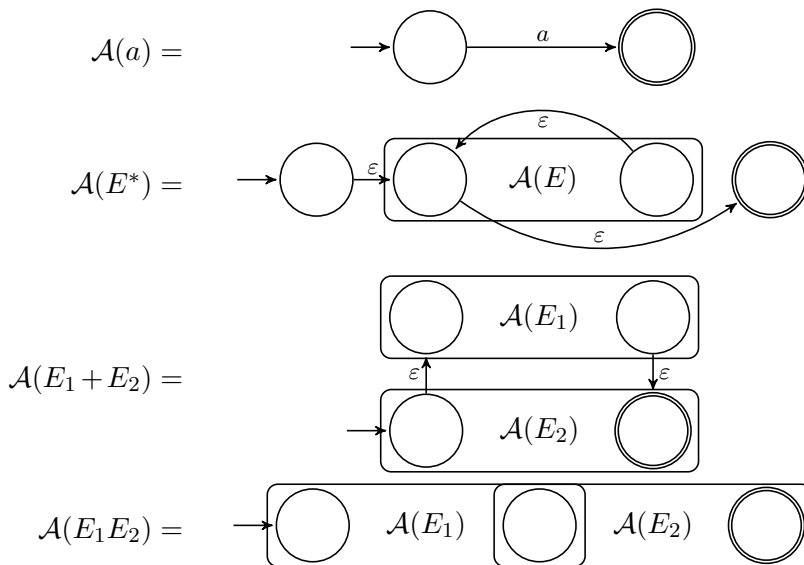 𝒜(a) = a
𝒜(E*) = ε 𝒜(E) ε ε
𝒜(E₁+E₂) = 𝒜(E₁) ε ε 𝒜(E₂)
𝒜(E₁E₂) = 𝒜(E₁) 𝒜(E₂)